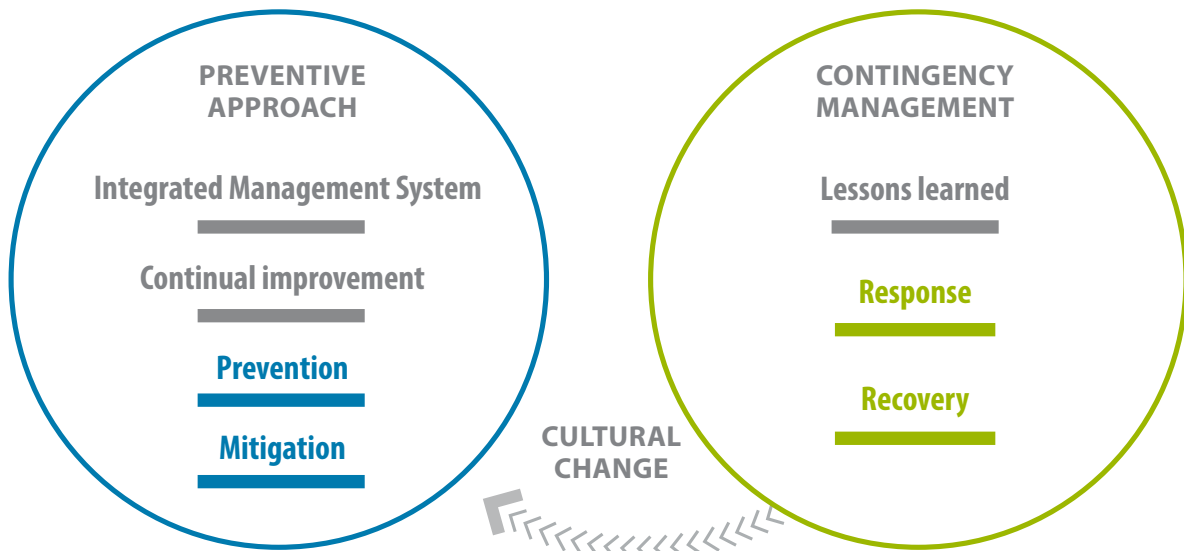 PREVENTIVE
APPROACH
Integrated Management System
Continual improvement
Prevention
Mitigation
CONTINGENCY
MANAGEMENT
Lessons learned
Response
Recovery
CULTURAL
CHANGE